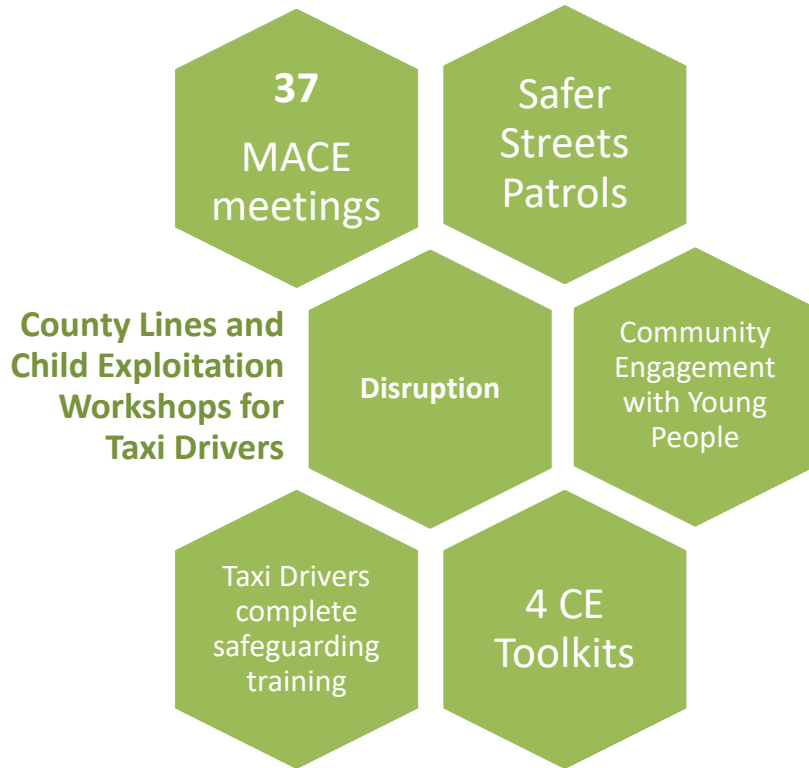 37
MACE
meetings
Safer
Streets
Patrols
County Lines and
Child Exploitation
Workshops for
Taxi Drivers
Disruption
Community
Engagement
with Young
People
Taxi Drivers
complete
safeguarding
training
4 CE
Toolkits